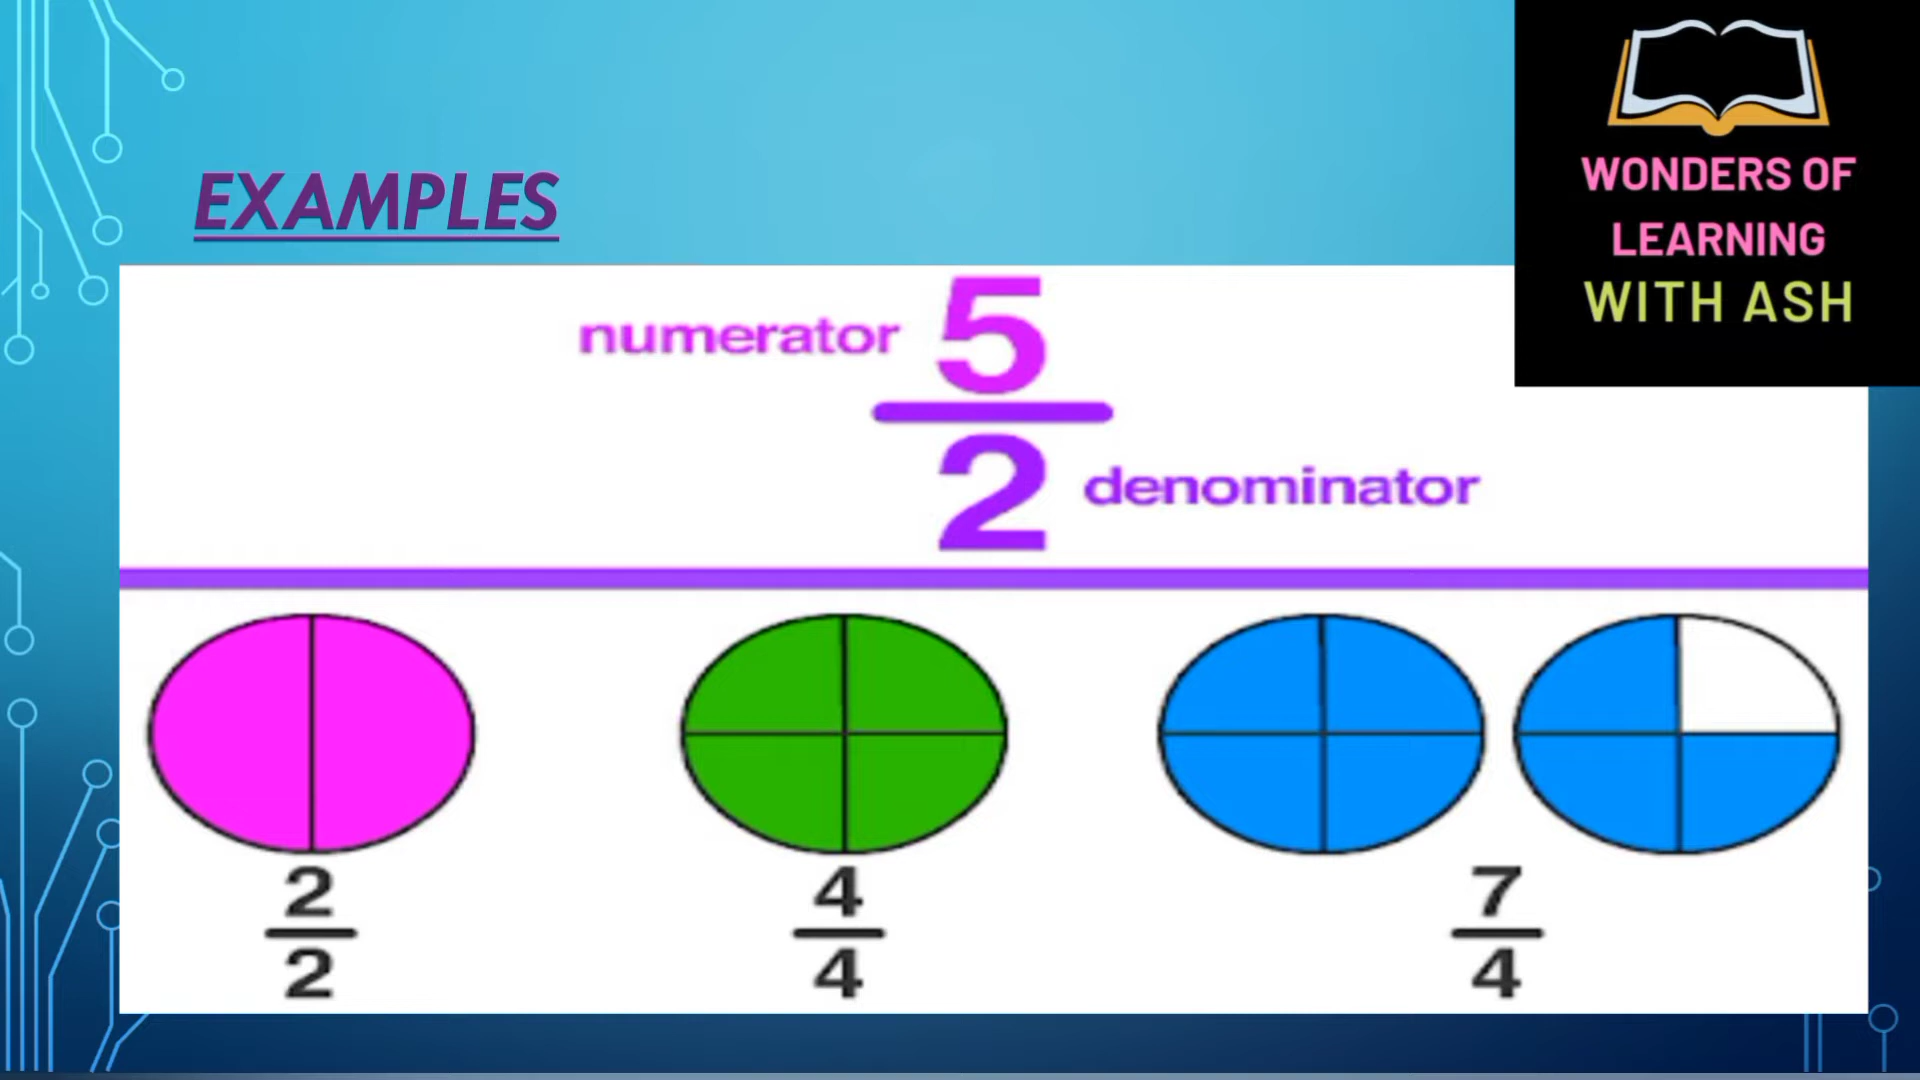 WONDERS OF
LEARNING
WITH ASH
EXAMPLES
numerator 5
2 denominator
2
2
4
4
7
4